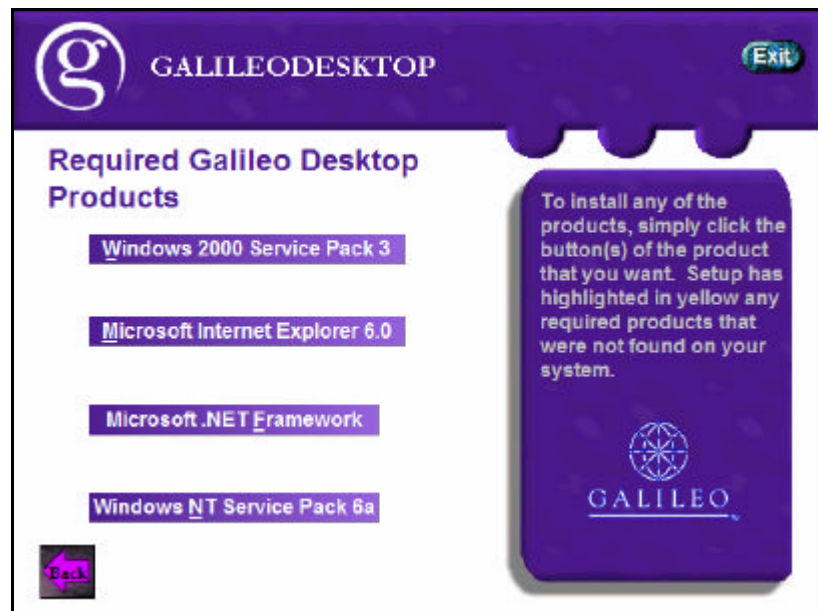 g GALILEODESKTOP
Exit
Required Galileo Desktop
Products
Windows 2000 Service Pack 3
Microsoft Internet Explorer 6.0
Microsoft .NET Framework
Windows NT Service Pack 6a
Back
To install any of the
products, simply click the
button(s) of the product
that you want. Setup has
highlighted in yellow any
required products that
were not found on your
system.
GALILEO